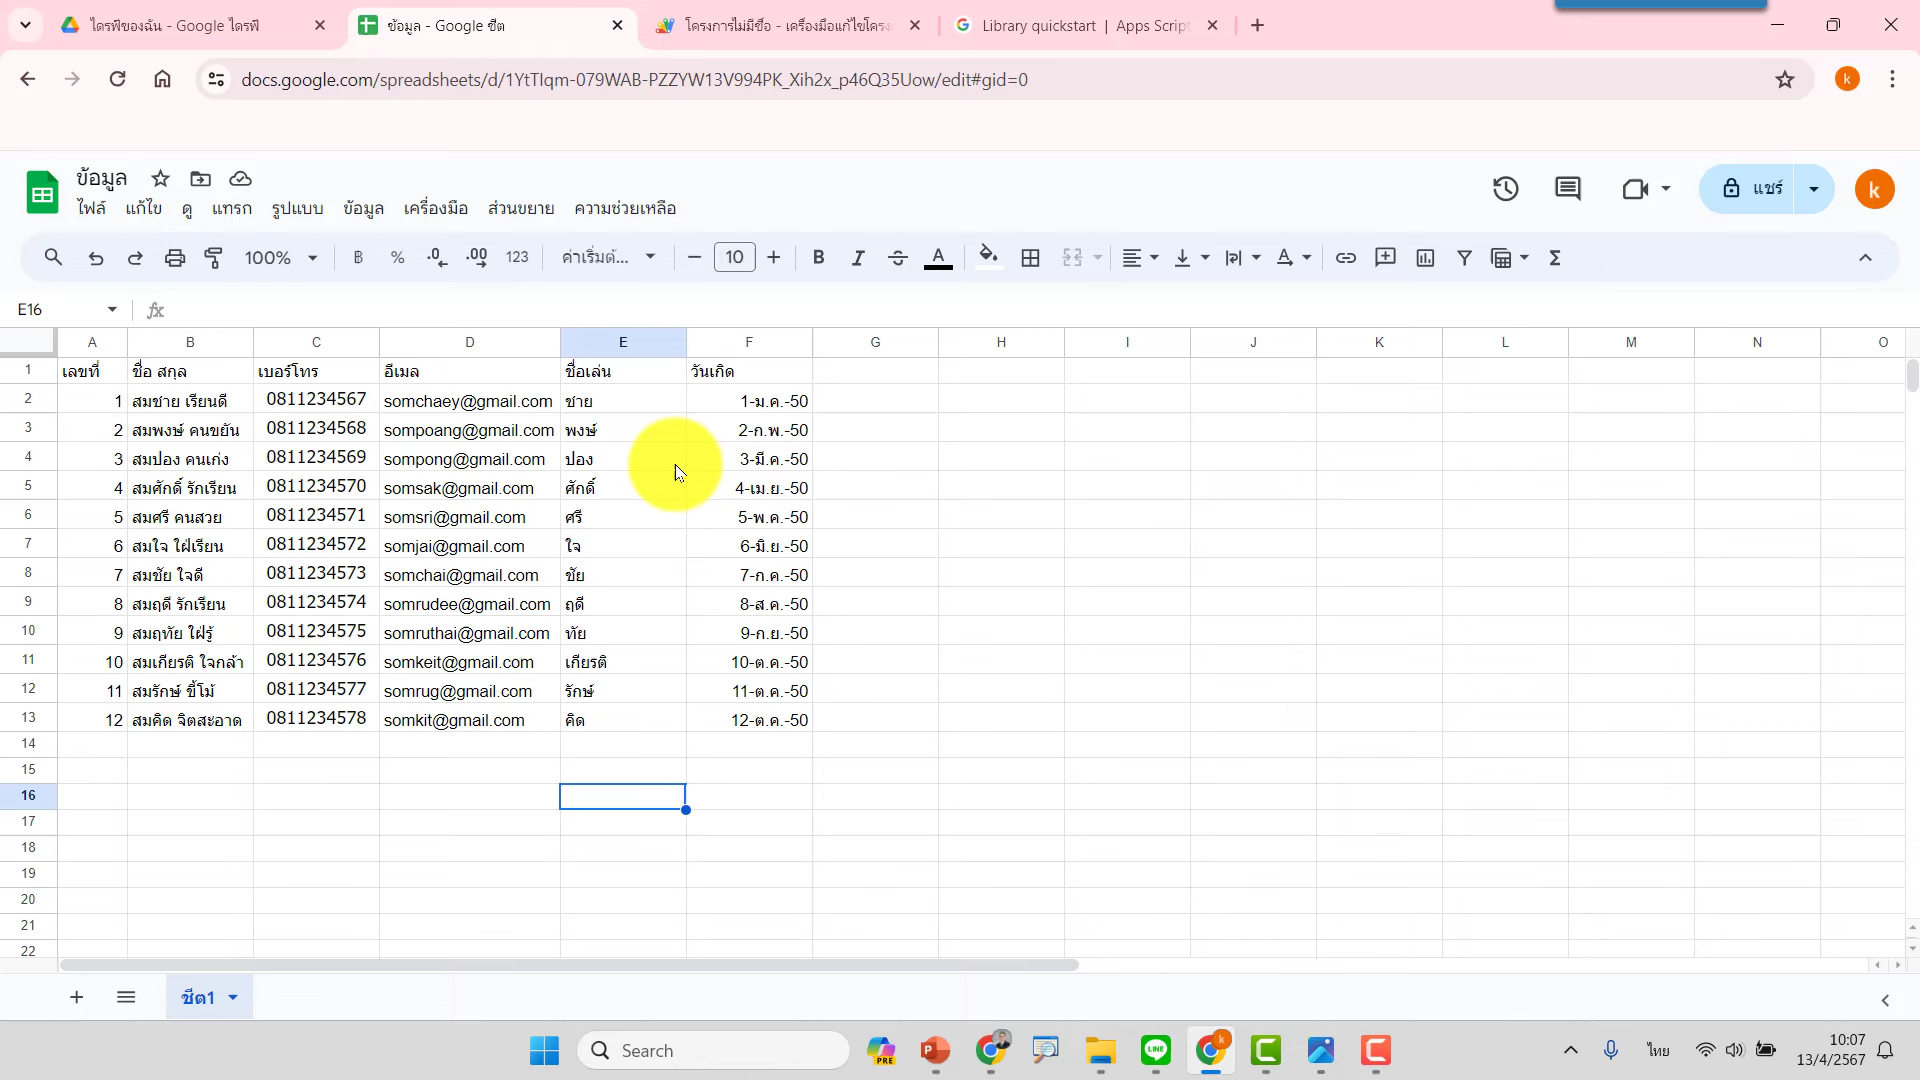 ไดรฟ์ของฉัน - Google ไดรฟ์
ข้อมูล - Google ชีต
โครงการไม่มีชื่อ - เครื่องมือแก้ไขโครง
Library quickstart | Apps Script
docs.google.com/spreadsheets/d/1YtTIqm-079WAB-PZZYW13V994PK_Xih2x_p46Q35Uow/edit#gid=0
k
ข้อมูล
ไฟล์ แก้ไข ดู แทรก รูปแบบ ข้อมูล เครื่องมือ ส่วนขยาย ความช่วยเหลือ
แชร์
k
100% ฿ % .0 .00 123 ค่าเริ่มต้... 10 B I S A
E16 fx
A B C D E F G H I J K L M N O
1 เลขที่ ชื่อ สกุล เบอร์โทร อีเมล ชื่อเล่น วันเกิด
2 1 สมชาย เรียนดี 0811234567 somchaey@gmail.com ชาย 1-ม.ค.-50
3 2 สมพงษ์ คนขยัน 0811234568 sompoang@gmail.com พงษ์ 2-ก.พ.-50
4 3 สมปอง คนเก่ง 0811234569 sompong@gmail.com ปอง 3-มี.ค.-50
5 4 สมศักดิ์ รักเรียน 0811234570 somsak@gmail.com ศักดิ์ 4-เม.ย.-50
6 5 สมศรี คนสวย 0811234571 somsri@gmail.com ศรี 5-พ.ค.-50
7 6 สมใจ ใฝ่เรียน 0811234572 somjai@gmail.com ใจ 6-มิ.ย.-50
8 7 สมชัย ใจดี 0811234573 somchai@gmail.com ชัย 7-ก.ค.-50
9 8 สมฤดี รักเรียน 0811234574 somrudee@gmail.com ฤดี 8-ส.ค.-50
10 9 สมฤทัย ใฝ่รู้ 0811234575 somruthai@gmail.com ทัย 9-ก.ย.-50
11 10 สมเกียรติ ใจกล้า 0811234576 somkeit@gmail.com เกียรติ 10-ต.ค.-50
12 11 สมรักษ์ ขี้โม้ 0811234577 somrug@gmail.com รักษ์ 11-ต.ค.-50
13 12 สมคิด จิตสะอาด 0811234578 somkit@gmail.com คิด 12-ต.ค.-50
14
15
16
17
18
19
20
21
22
ชีต1
Search
PRE
P
LINE
k
C
C
ไทย
10:07
13/4/2567